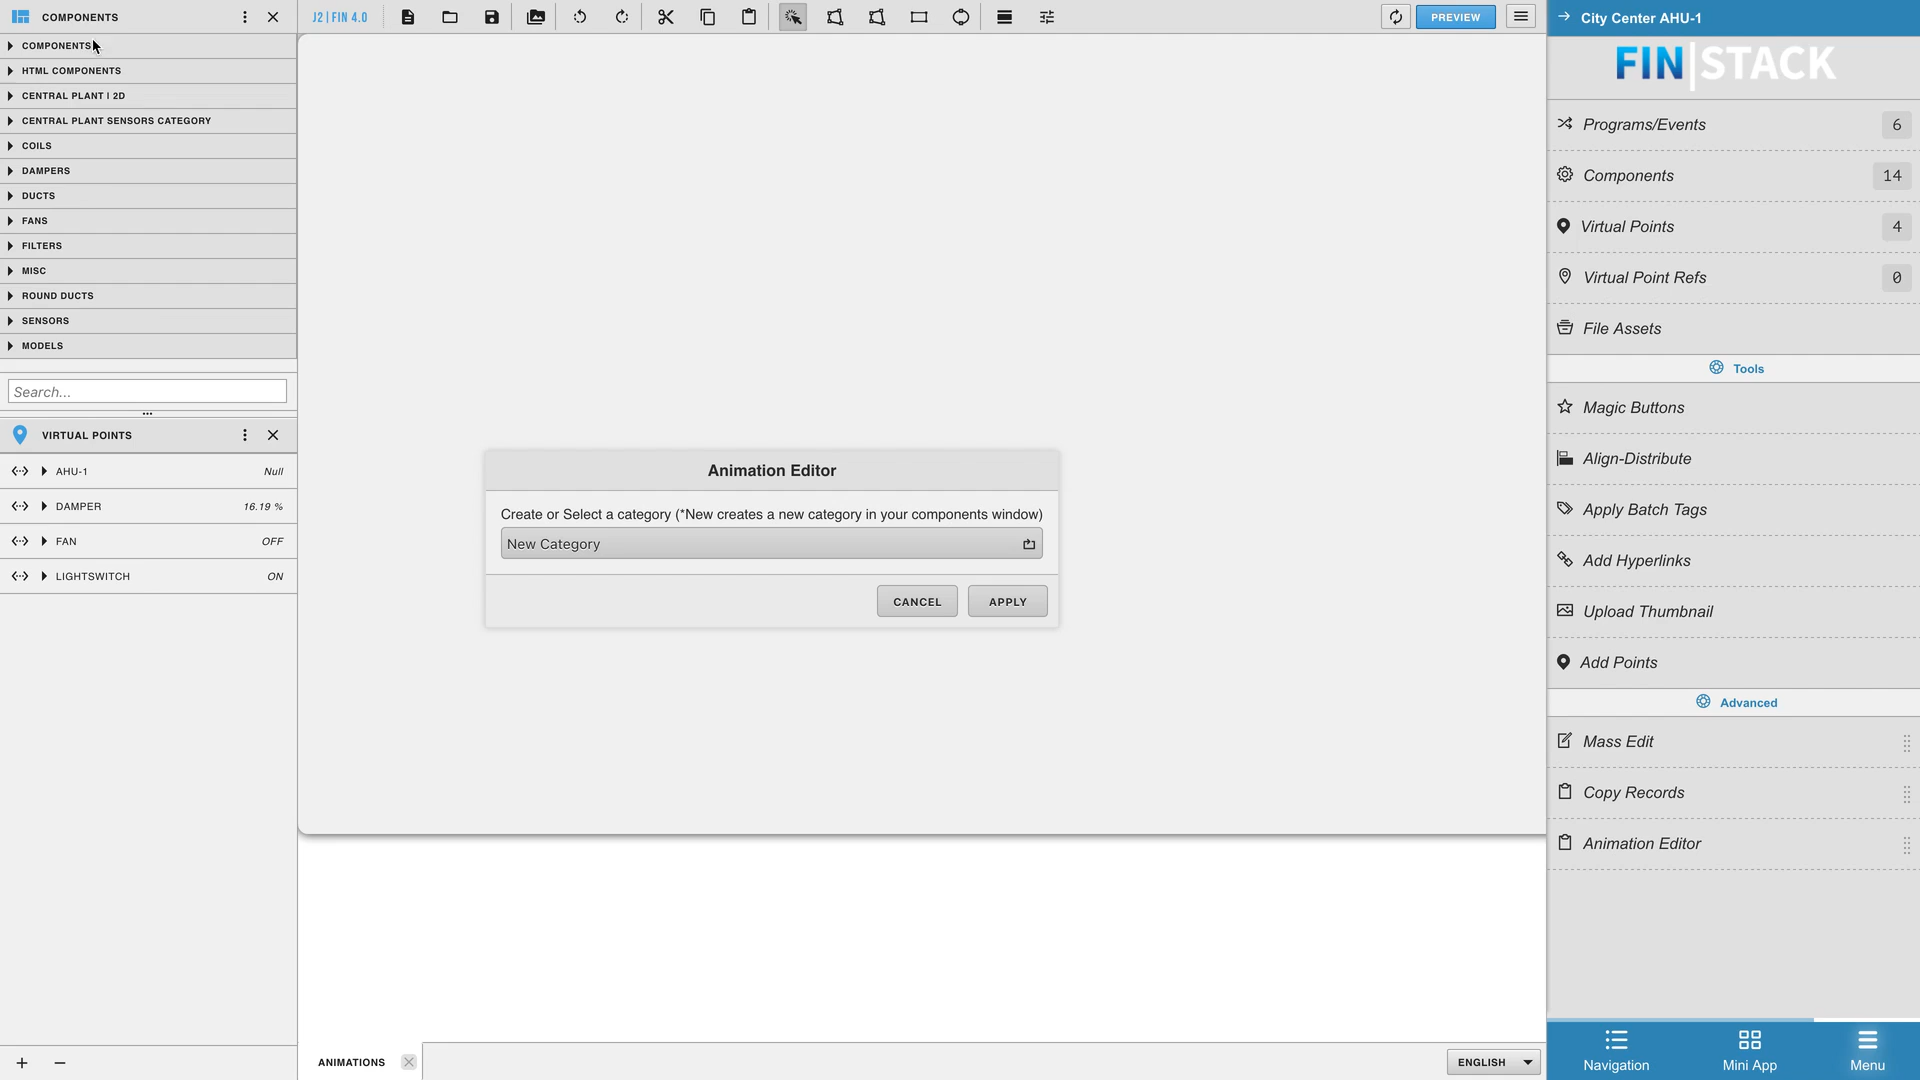 COMPONENTS
COMPONENTS
HTML COMPONENTS
CENTRAL PLANT | 2D
CENTRAL PLANT SENSORS CATEGORY
COILS
DAMPERS
DUCTS
FANS
FILTERS
MISC
ROUND DUCTS
SENSORS
MODELS
Search...
VIRTUAL POINTS
AHU-1 Null
DAMPER 16.19 %
FAN OFF
LIGHTSWITCH ON
J2 | FIN 4.0
PREVIEW
Animation Editor
Create or Select a category (*New creates a new category in your components window)
New Category
CANCEL APPLY
ANIMATIONS
ENGLISH
City Center AHU-1
FIN|STACK
Programs/Events 6
Components 14
Virtual Points 4
Virtual Point Refs 0
File Assets
Tools
Magic Buttons
Align-Distribute
Apply Batch Tags
Add Hyperlinks
Upload Thumbnail
Add Points
Advanced
Mass Edit
Copy Records
Animation Editor
Navigation Mini App Menu